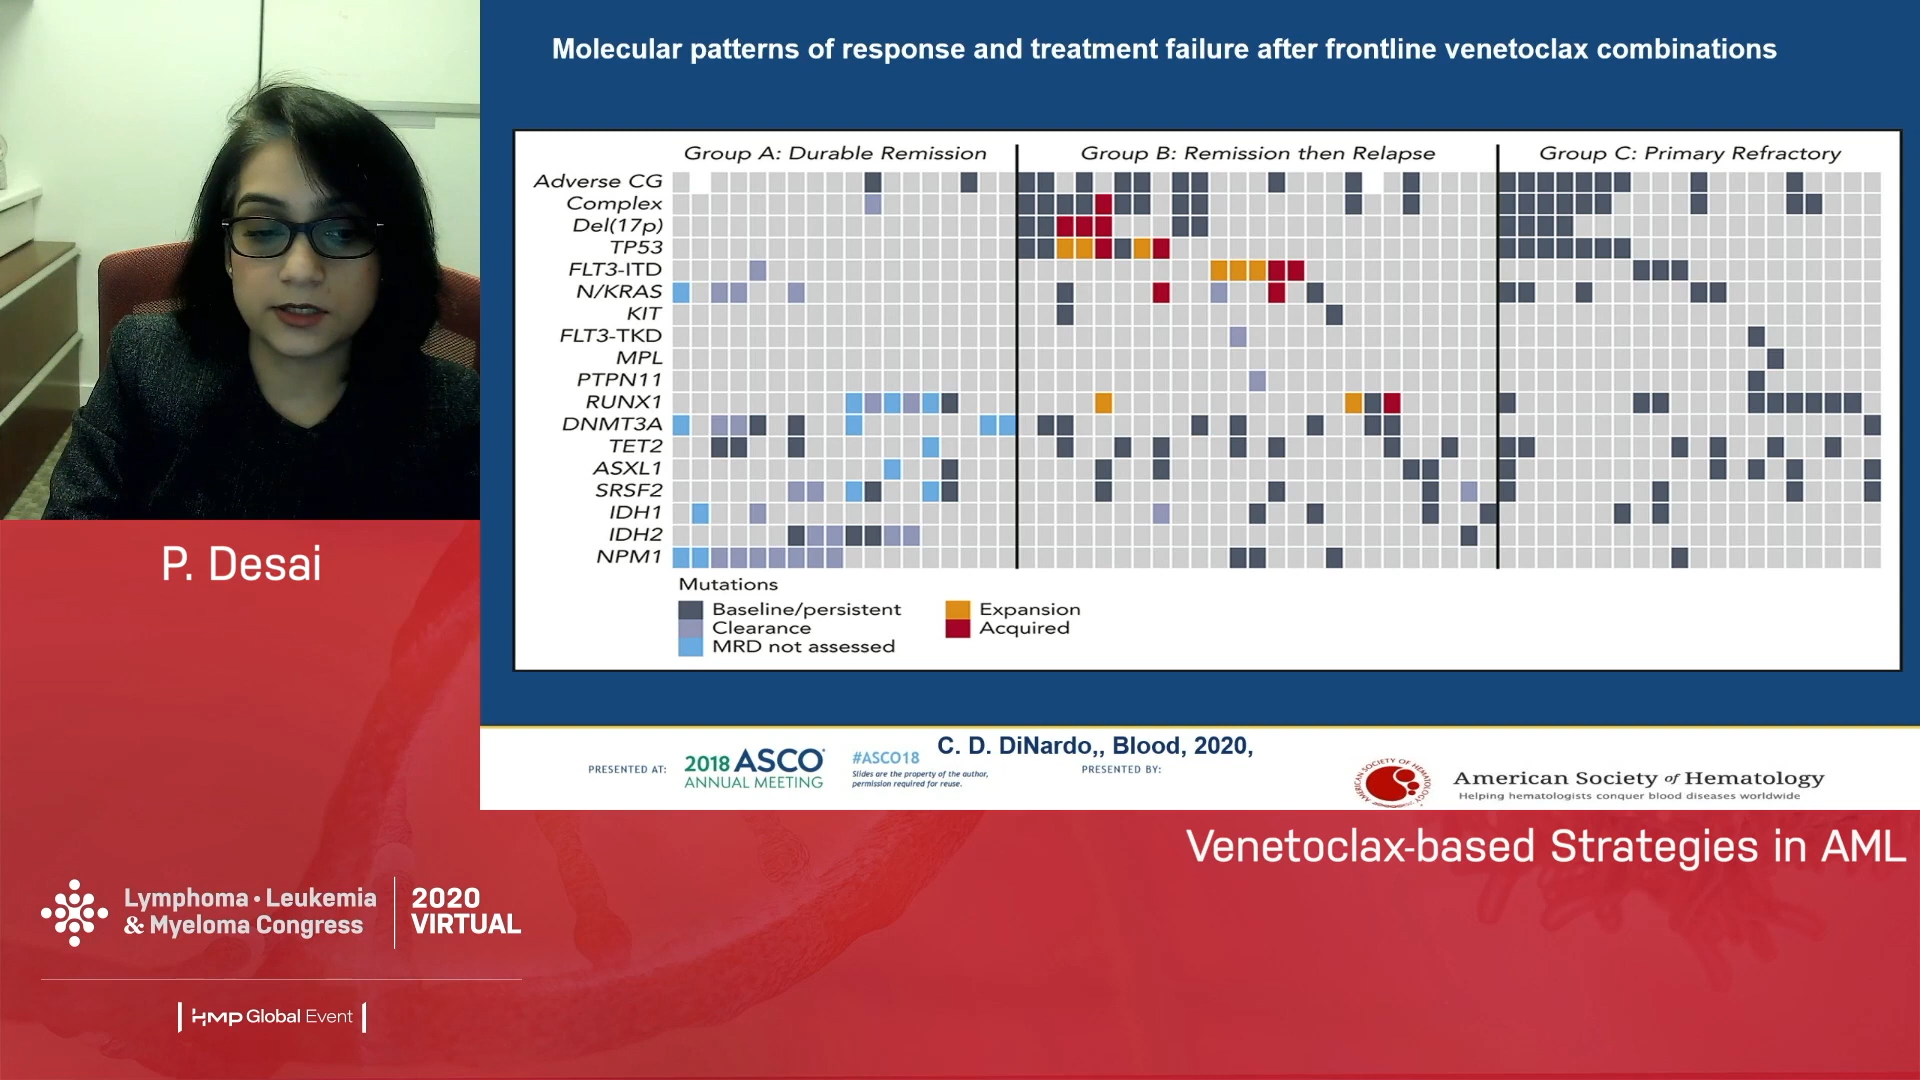 Molecular patterns of response and treatment failure after frontline venetoclax combinations
Group A: Durable Remission
Group B: Remission then Relapse
Group C: Primary Refractory
Adverse CG
Complex
Del(17p)
TP53
FLT3-ITD
N/KRAS
KIT
FLT3-TKD
MPL
PTPN11
RUNX1
DNMT3A
TET2
ASXL1
SRSF2
IDH1
IDH2
NPM1
Mutations
Baseline/persistent
Clearance
MRD not assessed
Expansion
Acquired
C. D. DiNardo,, Blood, 2020,
PRESENTED AT:
2018 ASCO
ANNUAL MEETING
#ASCO18
Slides are the property of the author,
permission required for reuse.
PRESENTED BY:
AMERICAN SOCIETY OF HEMATOLOGY
American Society of Hematology
Helping hematologists conquer blood diseases worldwide
P. Desai
Venetoclax-based Strategies in AML
Lymphoma • Leukemia
& Myeloma Congress
2020
VIRTUAL
HMP Global Event